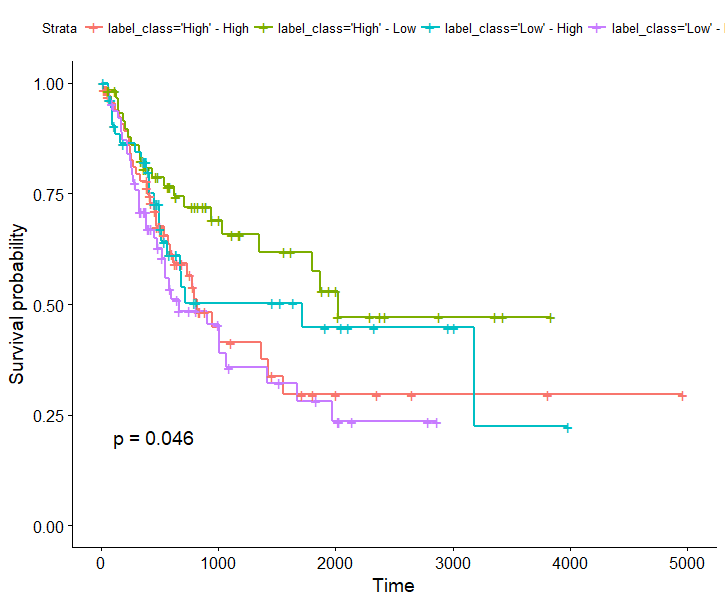 Strata label_class='High' - High label_class='High' - Low label_class='Low' - High label_class='Low' -
1.00
0.75
0.50
0.25
0.00
Survival probability
p = 0.046
0 1000 2000 3000 4000 5000
Time